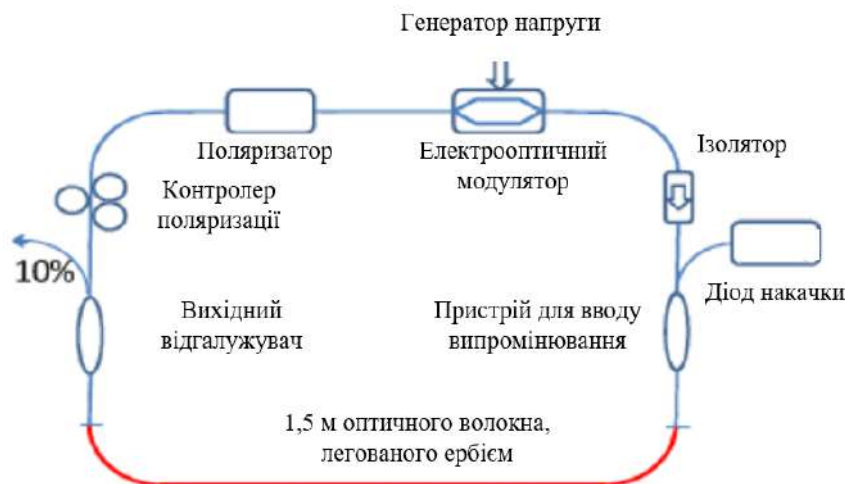 Генератор напруги
Поляризатор
Електрооптичний
модулятор
Ізолятор
Контролер
поляризації
10%
Діод накачки
Вихідний
відгалужувач
Пристрій для вводу
випромінювання
1,5 м оптичного волокна,
легованого ербієм